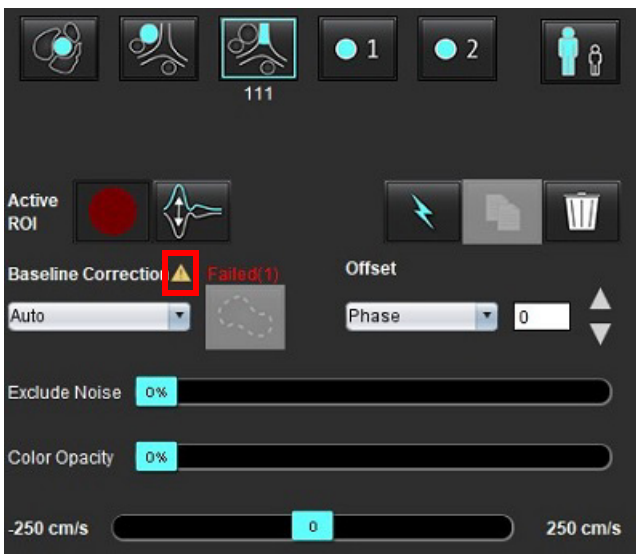 1
2
111
Active
ROI
Baseline Correction
Failed(1)
Offset
Auto
Phase
0
Exclude Noise
0%
Color Opacity
0%
-250 cm/s
0
250 cm/s